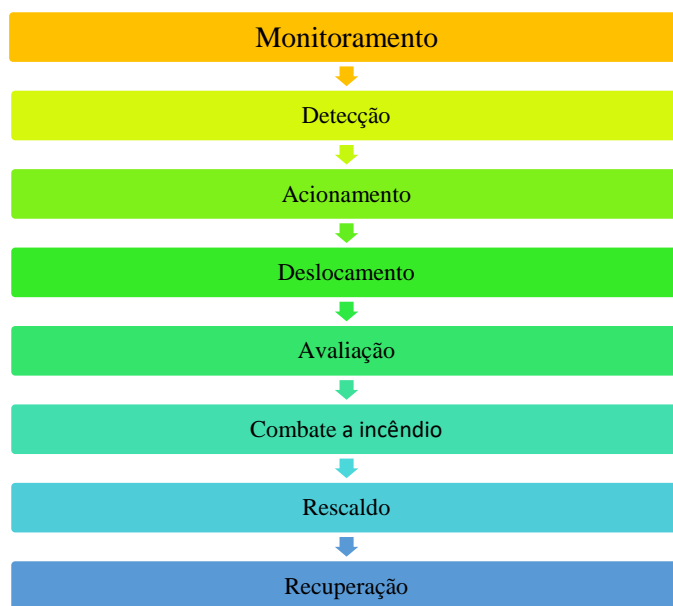 Monitoramento
Detecção
Acionamento
Deslocamento
Avaliação
Combate a incêndio
Rescaldo
Recuperação